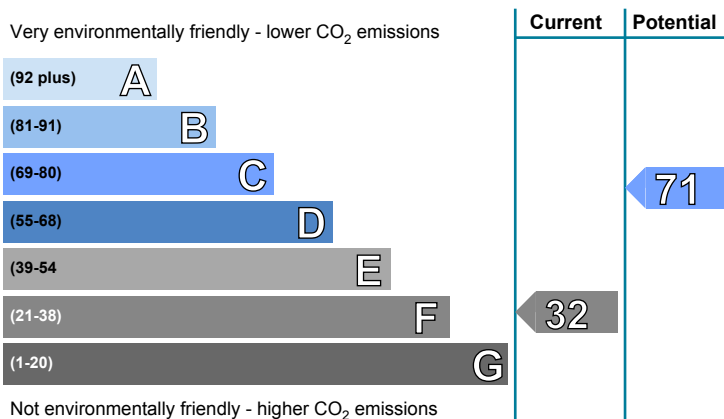 Current Potential
Very environmentally friendly - lower CO2 emissions
(92 plus) A
(81-91) B
(69-80) C
71
(55-68) D
(39-54 E
(21-38) F
32
(1-20) G
Not environmentally friendly - higher CO2 emissions